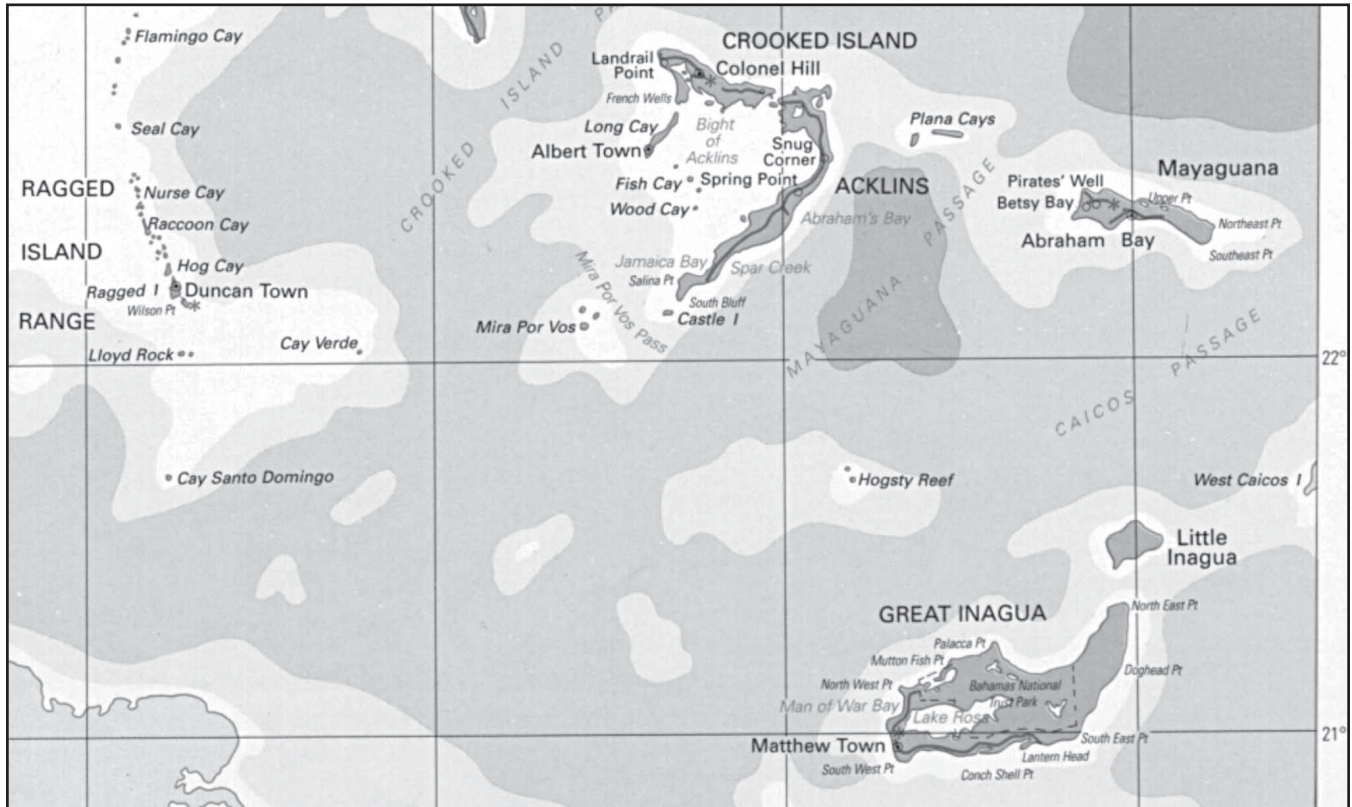 Flamingo Cay
CROOKED ISLAND
Landrail
Point
Colonel Hill
French Wells
Seal Cay
Long Cay
Bight
of
Acklins
Plana Cays
Albert Town
Snug
Corner
Mayaguana
RAGGED
Nurse Cay
Fish Cay
Spring Point
ACKLINS
Pirates' Well
Betsy Bay
Upper Pt
Wood Cay
Abraham's Bay
Northeast Pt
Raccoon Cay
CROOKED ISLAND
Abraham Bay
Southeast Pt
ISLAND
Hog Cay
Jamaica Bay
Spar Creek
Salina Pt
Ragged I
Duncan Town
Mira Por Vos Pass
South Bluff
Castle I
Wilson Pt
RANGE
Mira Por Vos
MAYAGUANA PASSAGE
Lloyd Rock
Cay Verde
22°
CAICOS PASSAGE
Cay Santo Domingo
Hogsty Reef
West Caicos I
Little
Inagua
North East Pt
GREAT INAGUA
Palacca Pt
Mutton Fish Pt
Doghead Pt
North West Pt
Bahamas National
Trust Park
Man of War Bay
Lake Rosa
21°
Matthew Town
South East Pt
South West Pt
Lantern Head
Conch Shell Pt